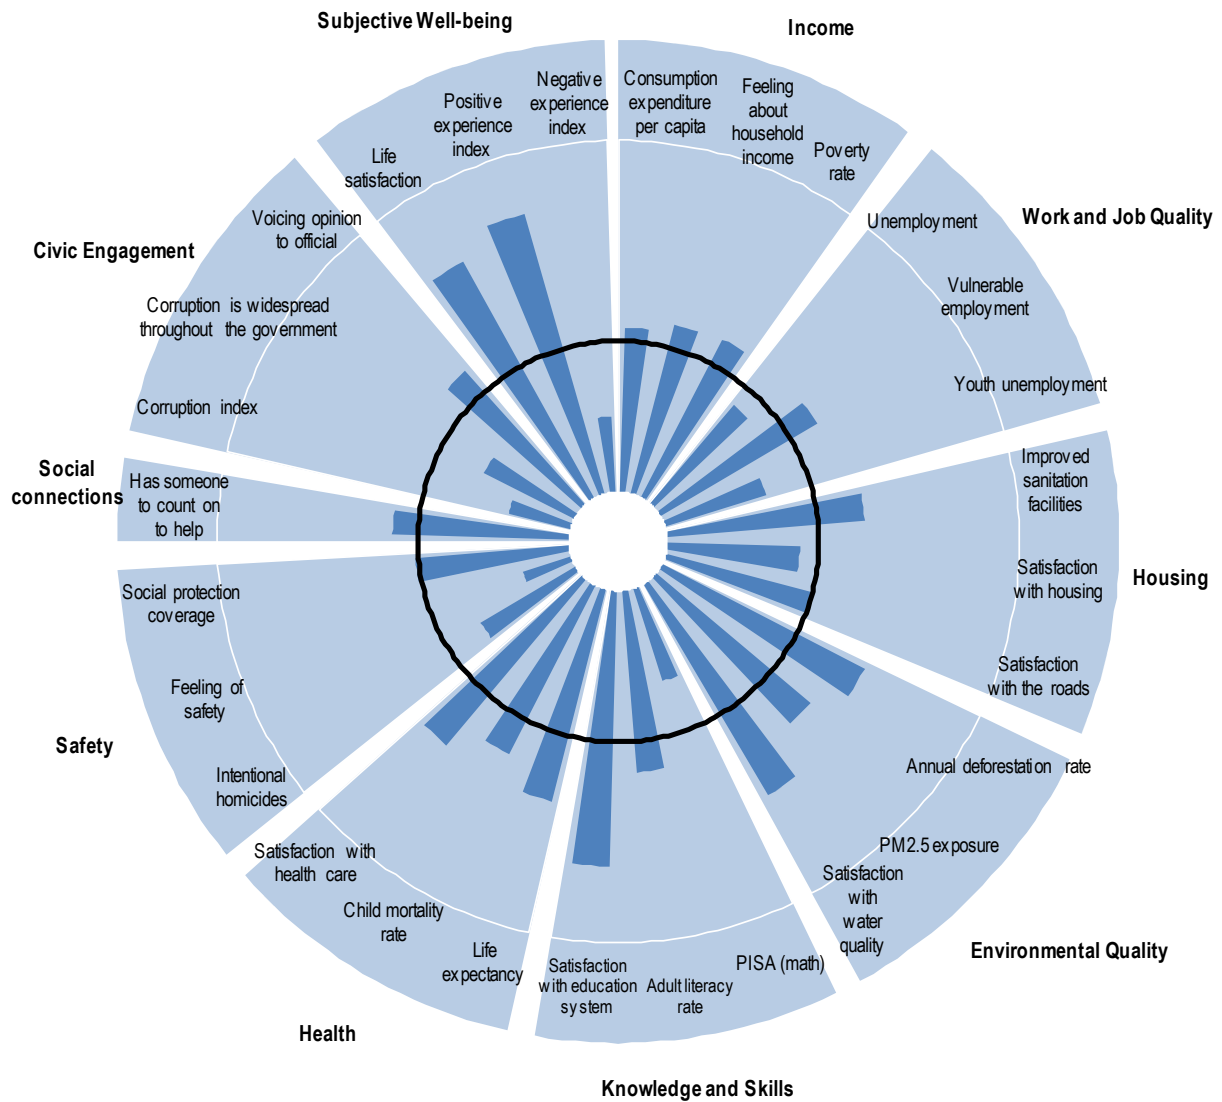 Subjective Well-being
Income
Negative
experience
index
Positive
experience
index
Life
satisfaction
Consumption
expenditure
per capita
Feeling
about
household
income
Poverty
rate
Work and Job Quality
Unemployment
Vulnerable
employment
Youth unemployment
Housing
Improved
sanitation
facilities
Satisfaction
with housing
Satisfaction
with the roads
Environmental Quality
Annual deforestation rate
PM2.5 exposure
Satisfaction
with
water
quality
Knowledge and Skills
PISA (math)
Adult literacy
rate
Satisfaction
with education
system
Health
Life
expectancy
Child mortality
rate
Satisfaction with
health care
Safety
Intentional
homicides
Feeling of
safety
Social protection
coverage
Social
connections
Has someone
to count on
to help
Civic Engagement
Corruption index
Corruption is widespread
throughout the government
Voicing opinion
to official